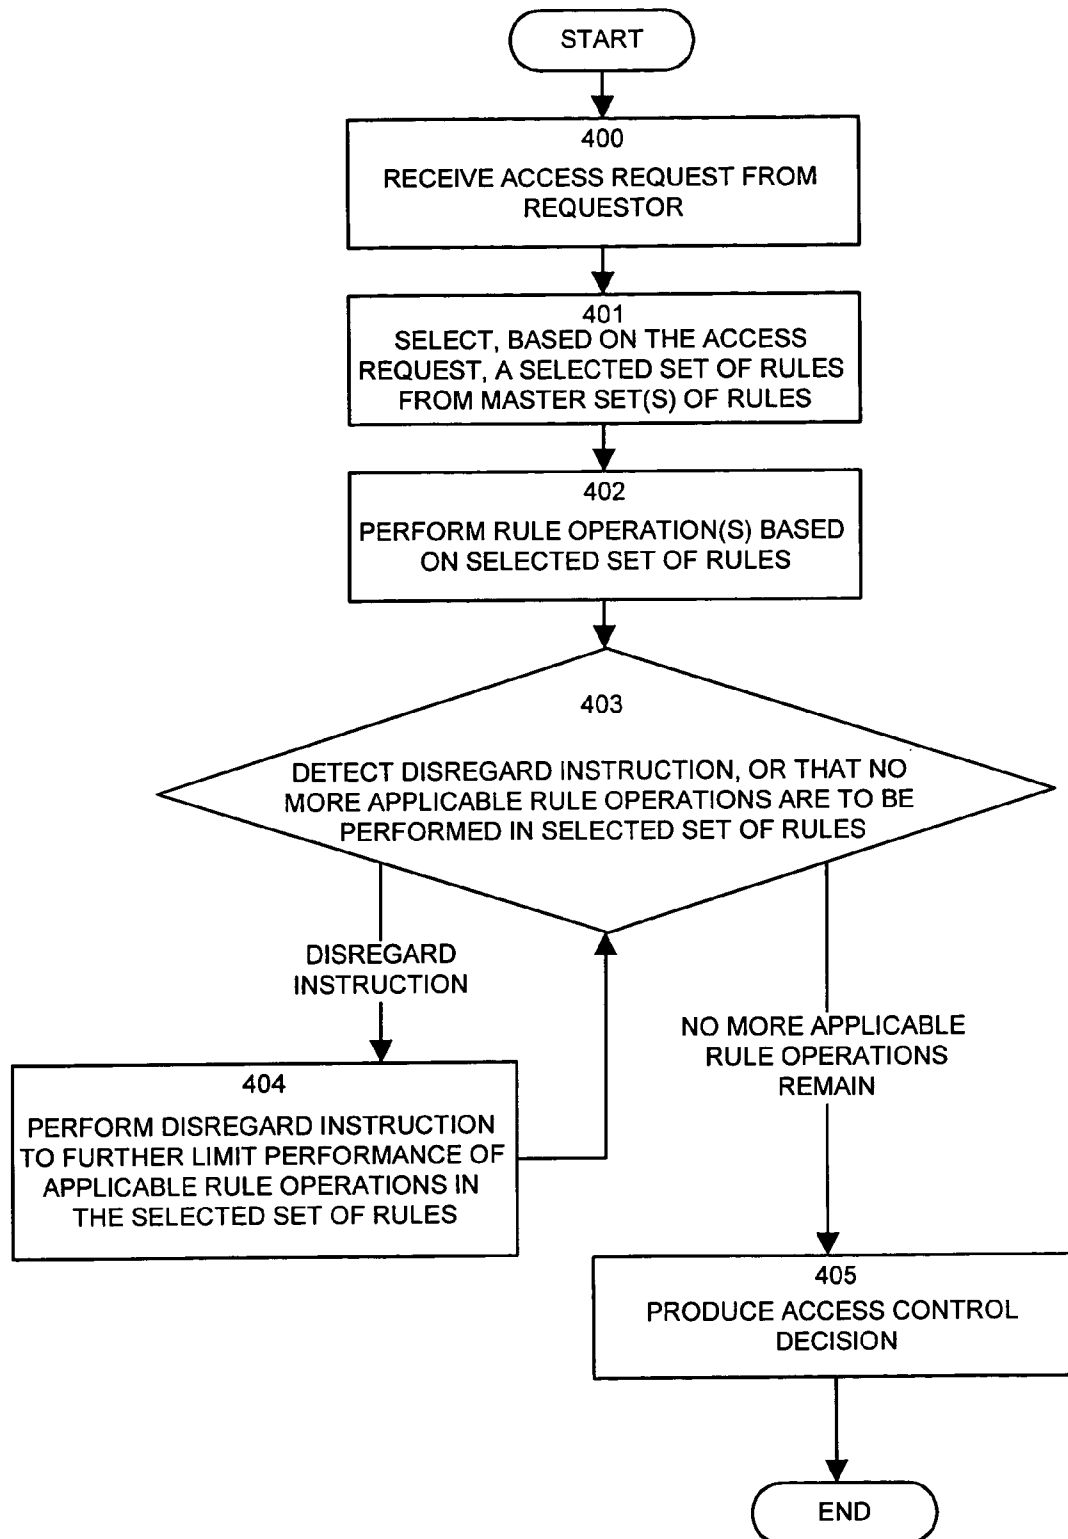 START
400
RECEIVE ACCESS REQUEST FROM
REQUESTOR
401
SELECT, BASED ON THE ACCESS
REQUEST, A SELECTED SET OF RULES
FROM MASTER SET(S) OF RULES
402
PERFORM RULE OPERATION(S) BASED
ON SELECTED SET OF RULES
403
DETECT DISREGARD INSTRUCTION, OR THAT NO
MORE APPLICABLE RULE OPERATIONS ARE TO BE
PERFORMED IN SELECTED SET OF RULES
DISREGARD
INSTRUCTION
NO MORE APPLICABLE
RULE OPERATIONS
REMAIN
404
PERFORM DISREGARD INSTRUCTION
TO FURTHER LIMIT PERFORMANCE OF
APPLICABLE RULE OPERATIONS IN
THE SELECTED SET OF RULES
405
PRODUCE ACCESS CONTROL
DECISION
END